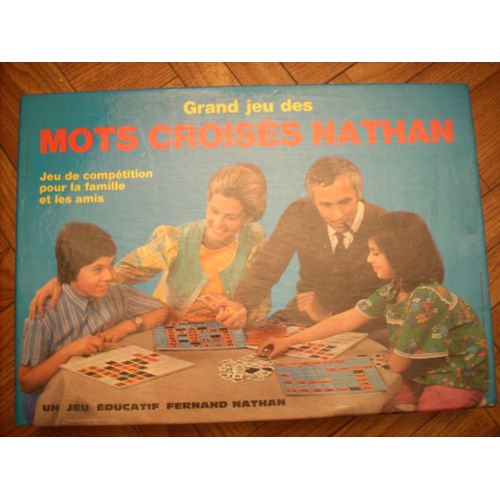 Grand jeu des
MOTS CROISÉS NATHAN
Jeu de compétition
pour la famille
et les amis
UN JEU ÉDUCATIF FERNAND NATHAN